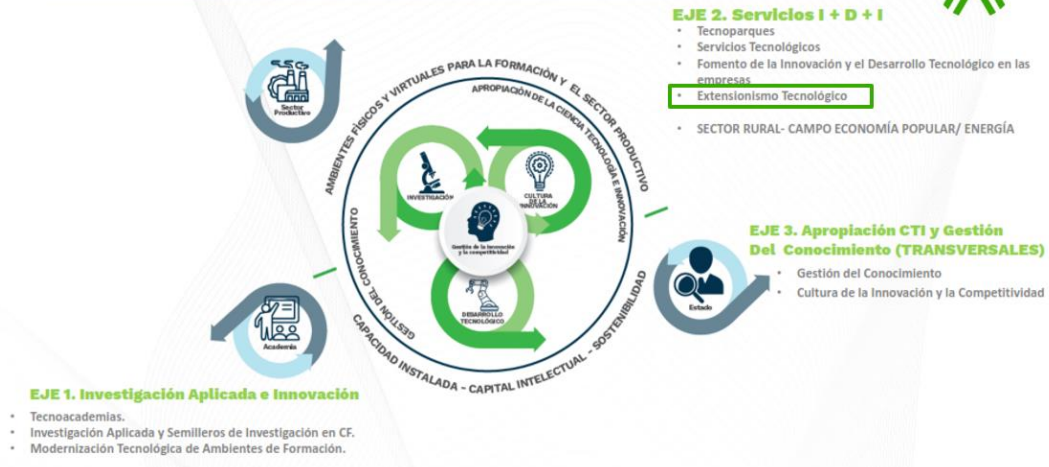 EJE 2. Servicios I + D + I
• Tecnoparques
• Servicios Tecnológicos
• Fomento de la Innovación y el Desarrollo Tecnológico en las
empresas
• Extensionismo Tecnológico
• SECTOR RURAL- CAMPO ECONOMÍA POPULAR/ ENERGÍA
Sector
Productivo
AMBIENTES FÍSICOS Y VIRTUALES PARA LA FORMACIÓN Y EL SECTOR PRODUCTIVO
APROPIACIÓN DE LA CIENCIA TECNOLOGÍA E INNOVACIÓN
INVESTIGACIÓN
CULTURA
DE LA
INNOVACIÓN
Gestión de la Innovación
y la competitividad
DESARROLLO
TECNOLÓGICO
GESTIÓN DEL CONOCIMIENTO
CAPACIDAD INSTALADA - CAPITAL INTELECTUAL - SOSTENIBILIDAD
EJE 3. Apropiación CTI y Gestión
Del Conocimiento (TRANSVERSALES)
• Gestión del Conocimiento
• Cultura de la Innovación y la Competitividad
Estado
Academia
EJE 1. Investigación Aplicada e Innovación
• Tecnoacademias.
• Investigación Aplicada y Semilleros de Investigación en CF.
• Modernización Tecnológica de Ambientes de Formación.